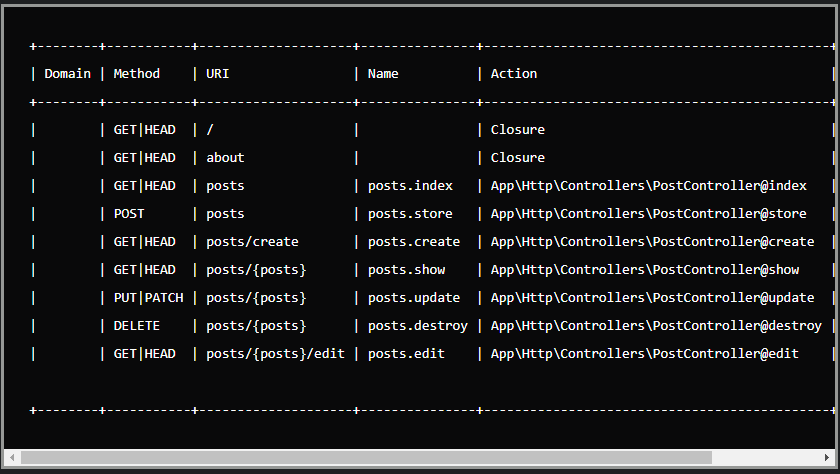 +--------+-----------+--------------------+---------------+---------------------------------------------+
| Domain | Method    | URI                | Name          | Action                                      |
+--------+-----------+--------------------+---------------+---------------------------------------------+
|        | GET|HEAD  | /                  |               | Closure                                     |
|        | GET|HEAD  | about              |               | Closure                                     |
|        | GET|HEAD  | posts              | posts.index   | App\Http\Controllers\PostController@index   |
|        | POST      | posts              | posts.store   | App\Http\Controllers\PostController@store   |
|        | GET|HEAD  | posts/create       | posts.create  | App\Http\Controllers\PostController@create  |
|        | GET|HEAD  | posts/{posts}      | posts.show    | App\Http\Controllers\PostController@show    |
|        | PUT|PATCH | posts/{posts}      | posts.update  | App\Http\Controllers\PostController@update  |
|        | DELETE    | posts/{posts}      | posts.destroy | App\Http\Controllers\PostController@destroy |
|        | GET|HEAD  | posts/{posts}/edit | posts.edit    | App\Http\Controllers\PostController@edit    |
+--------+-----------+--------------------+---------------+---------------------------------------------+